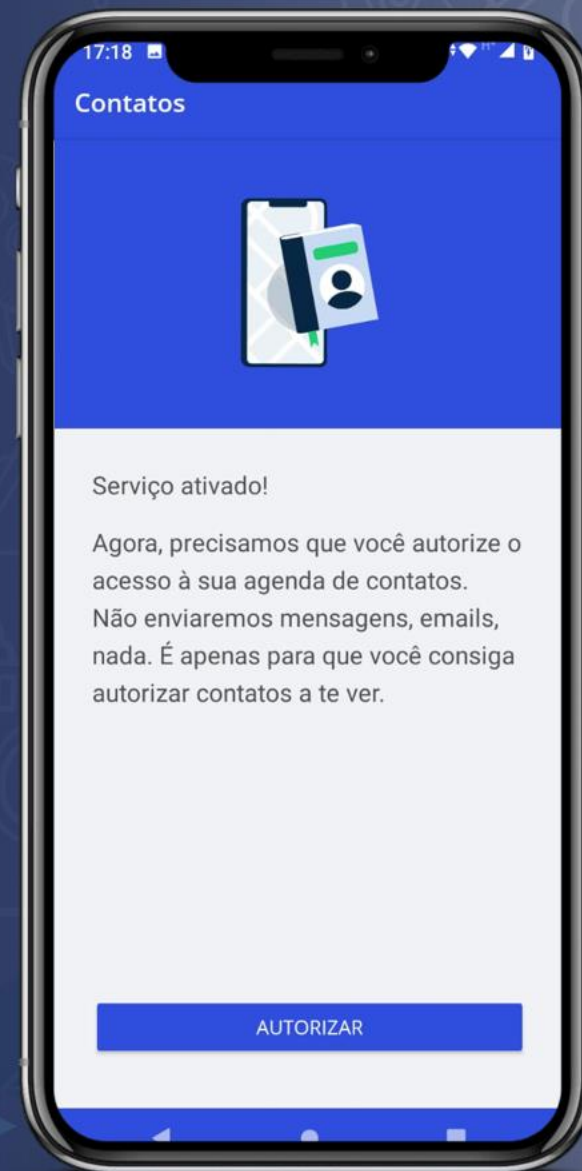 17:18
H+
Contatos
Serviço ativado!
Agora, precisamos que você autorize o
acesso à sua agenda de contatos.
Não enviaremos mensagens, emails,
nada. É apenas para que você consiga
autorizar contatos a te ver.
AUTORIZAR